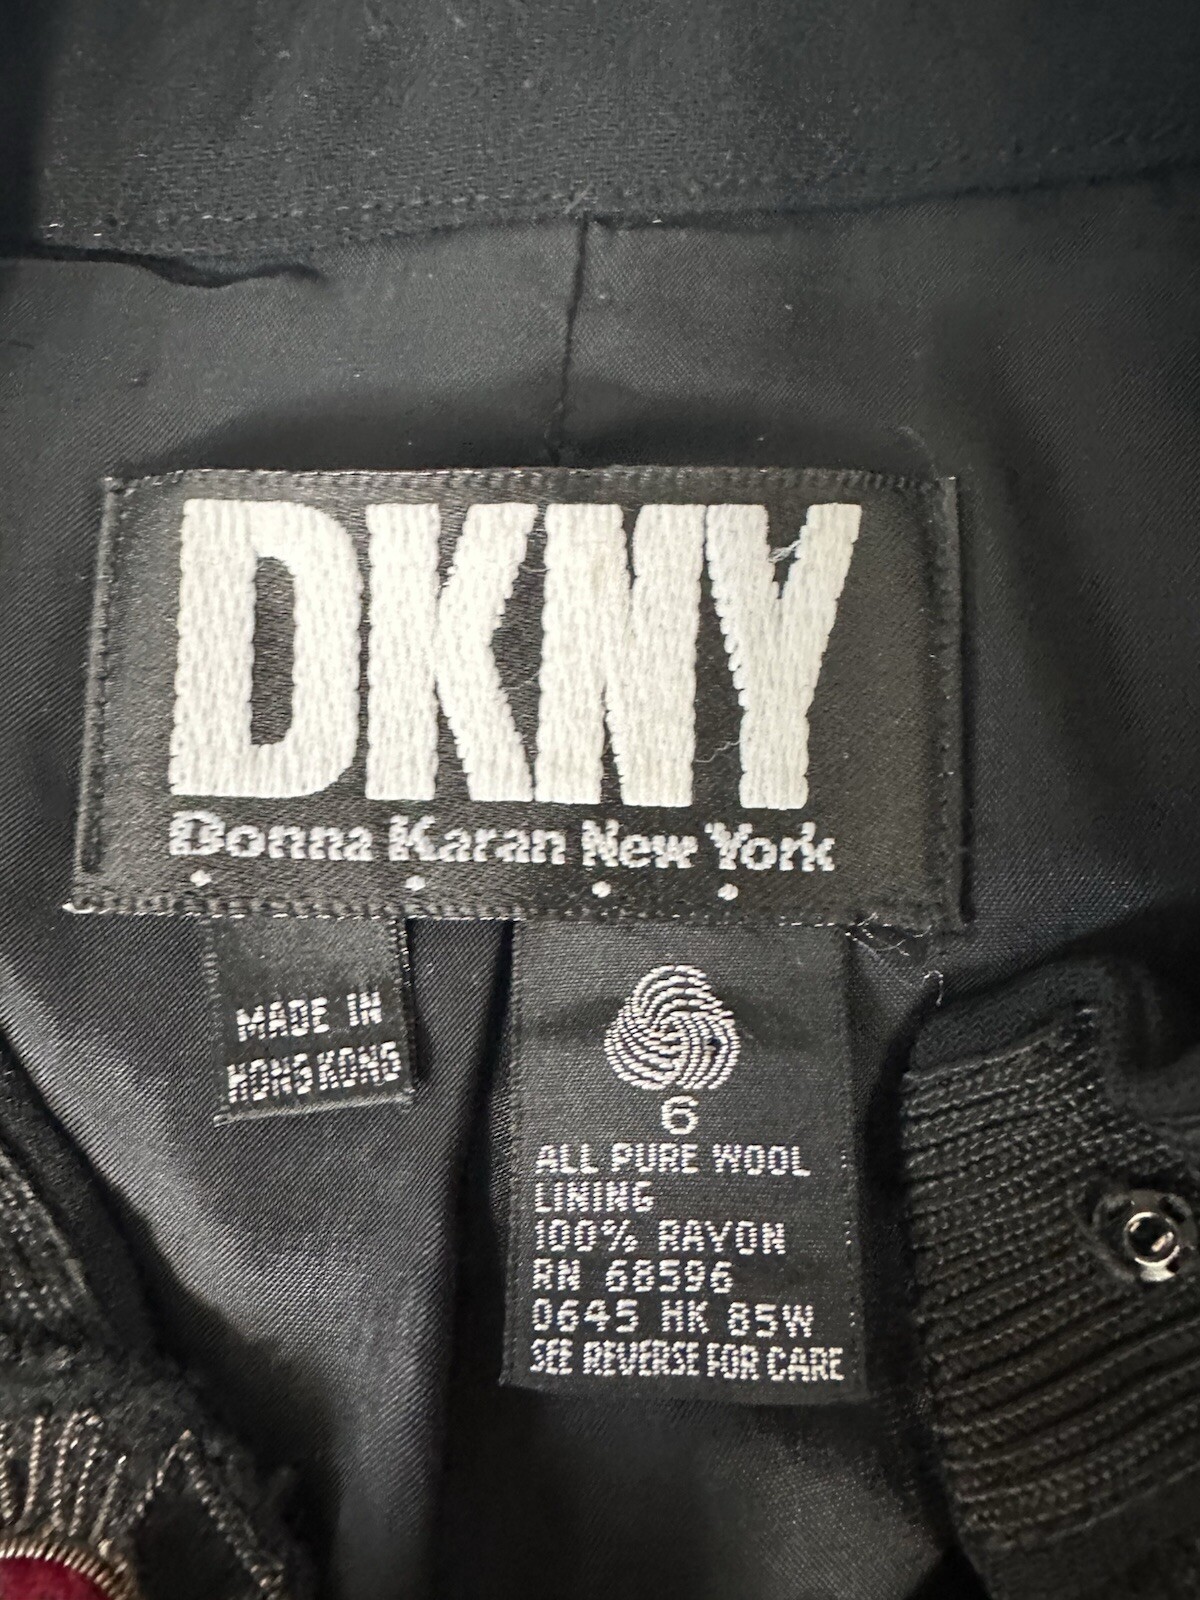 DKNY
Donna Karan New York
MADE IN
HONG KONG
6
ALL PURE WOOL
LINING
100% RAYON
RN 68596
0645 HK 85W
SEE REVERSE FOR CARE